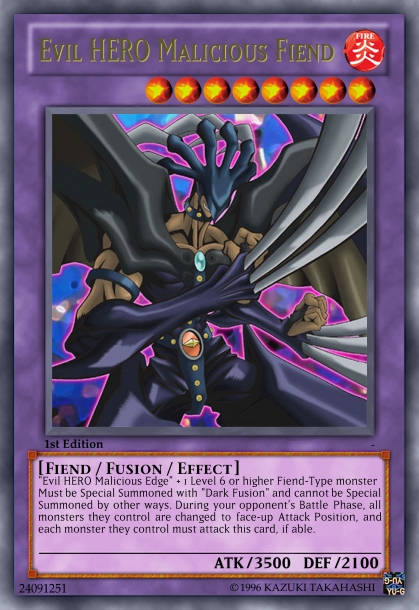 EVIL HERO MALICIOUS FIEND
FIRE
炎
1st Edition -
[FIEND / FUSION / EFFECT]
"Evil HERO Malicious Edge" + 1 Level 6 or higher Fiend-Type monster
Must be Special Summoned with "Dark Fusion" and cannot be Special
Summoned by other ways. During your opponent's Battle Phase, all
monsters they control are changed to face-up Attack Position, and
each monster they control must attack this card, if able.
ATK/3500 DEF/2100
24091251 ©1996 KAZUKI TAKAHASHI